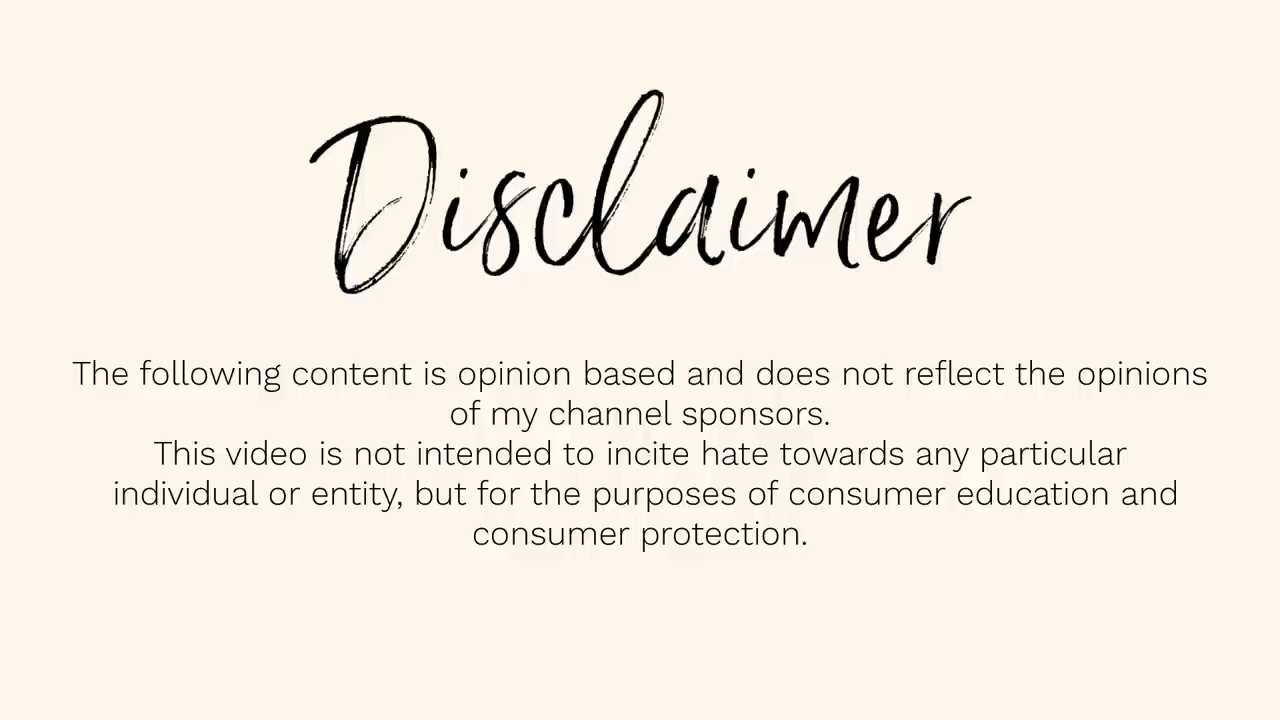 Disclaimer
The following content is opinion based and does not reflect the opinions
of my channel sponsors.
This video is not intended to incite hate towards any particular
individual or entity, but for the purposes of consumer education and
consumer protection.